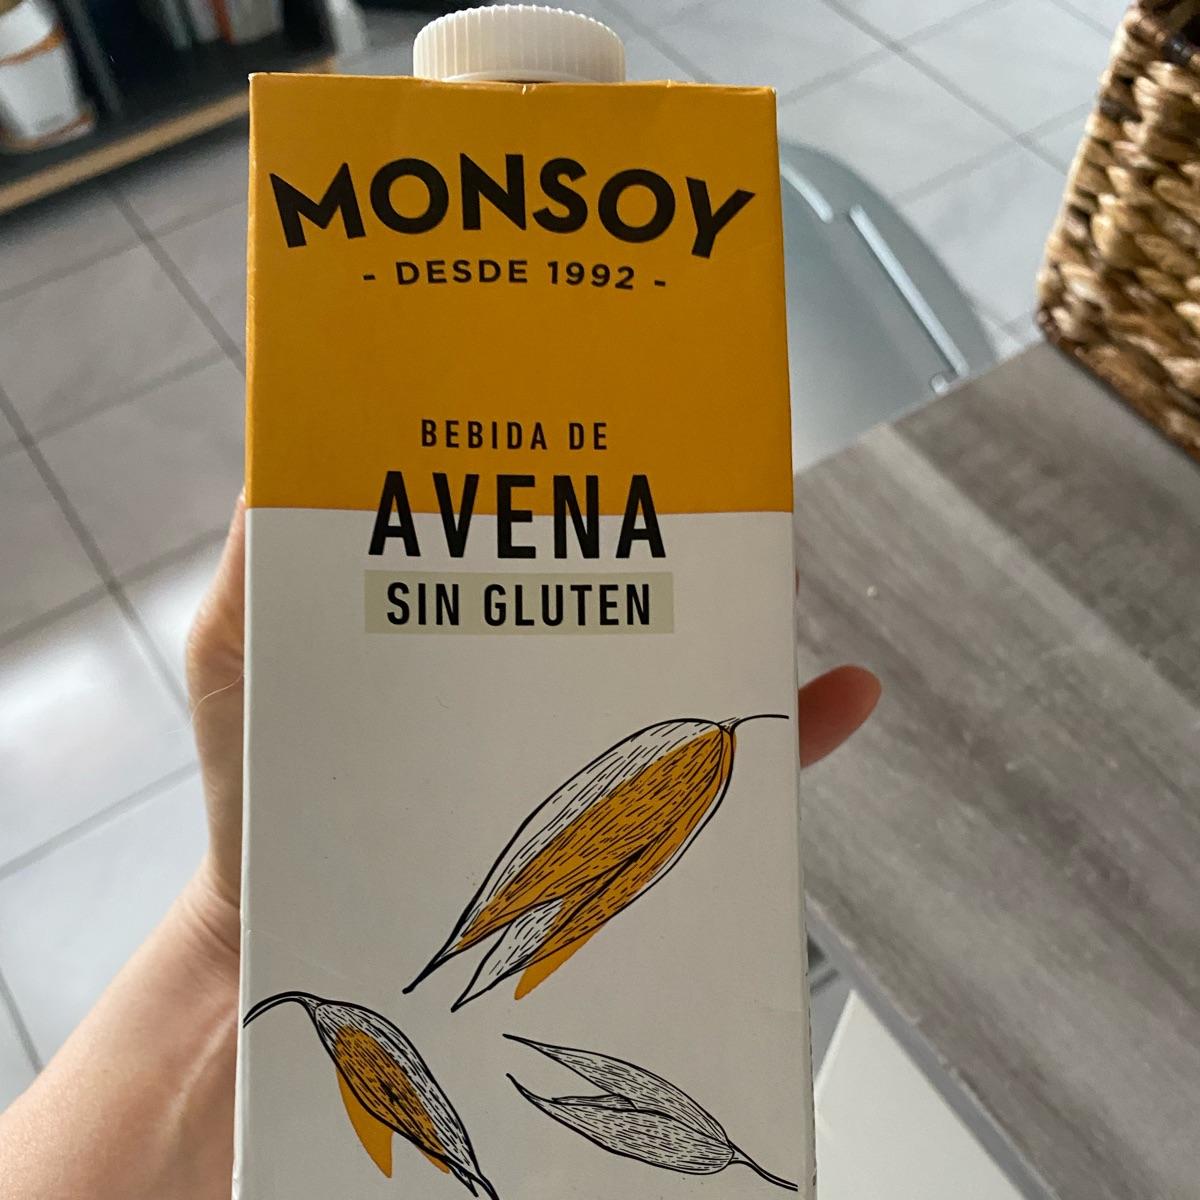 MONSOY
- DESDE 1992 -
BEBIDA DE
AVENA
SIN GLUTEN